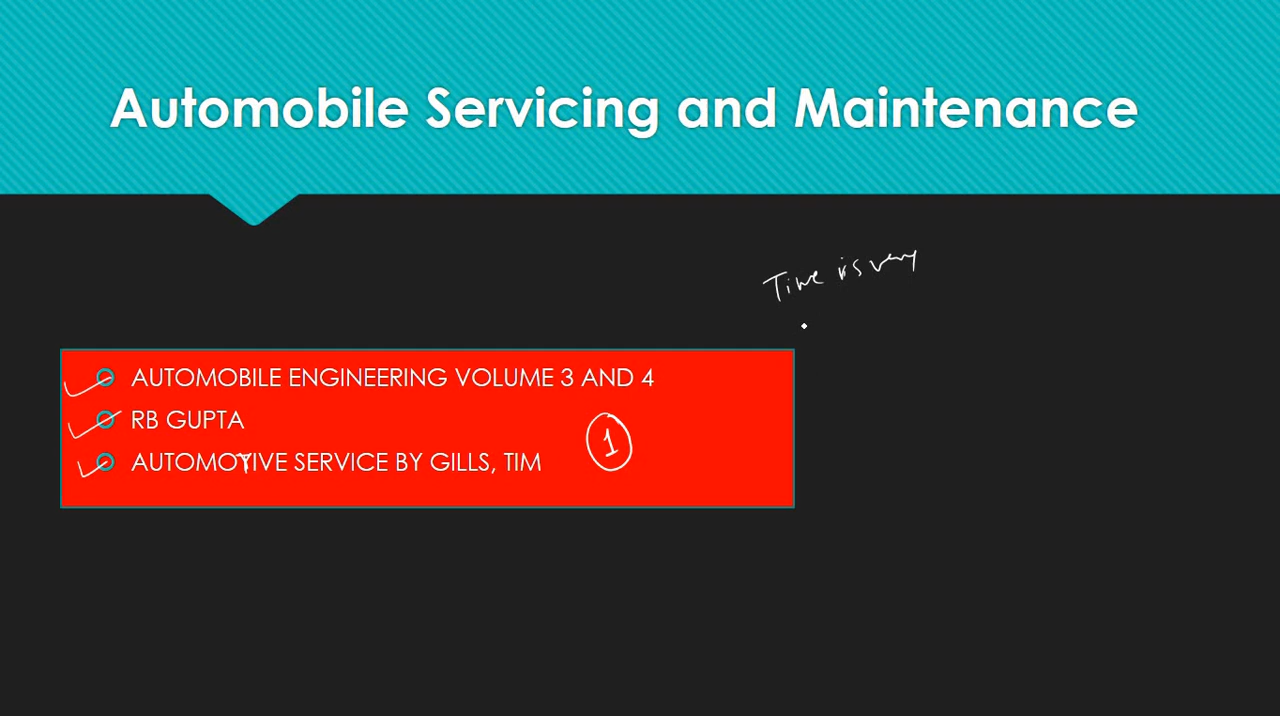 Automobile Servicing and Maintenance
Time is very
AUTOMOBILE ENGINEERING VOLUME 3 AND 4
RB GUPTA
1
AUTOMOTIVE SERVICE BY GILLS, TIM